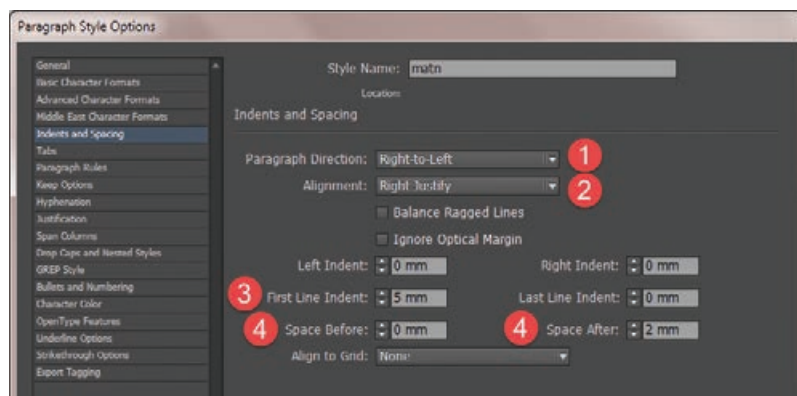 Paragraph Style Options
General
Basic Character Formats
Advanced Character Formats
Middle East Character Formats
Indents and Spacing
Tabs
Paragraph Rules
Keep Options
Hyphenation
Justification
Span Columns
Drop Caps and Nested Styles
GREP Style
Bullets and Numbering
Character Color
OpenType Features
Underline Options
Strikethrough Options
Export Tagging
Style Name: matn
Location:
Indents and Spacing
Paragraph Direction: Right-to-Left 1
Alignment: Right Justify 2
Balance Ragged Lines
Ignore Optical Margin
Left Indent: 0 mm Right Indent: 0 mm
3 First Line Indent: 5 mm Last Line Indent: 0 mm
4 Space Before: 0 mm 4 Space After: 2 mm
Align to Grid: None